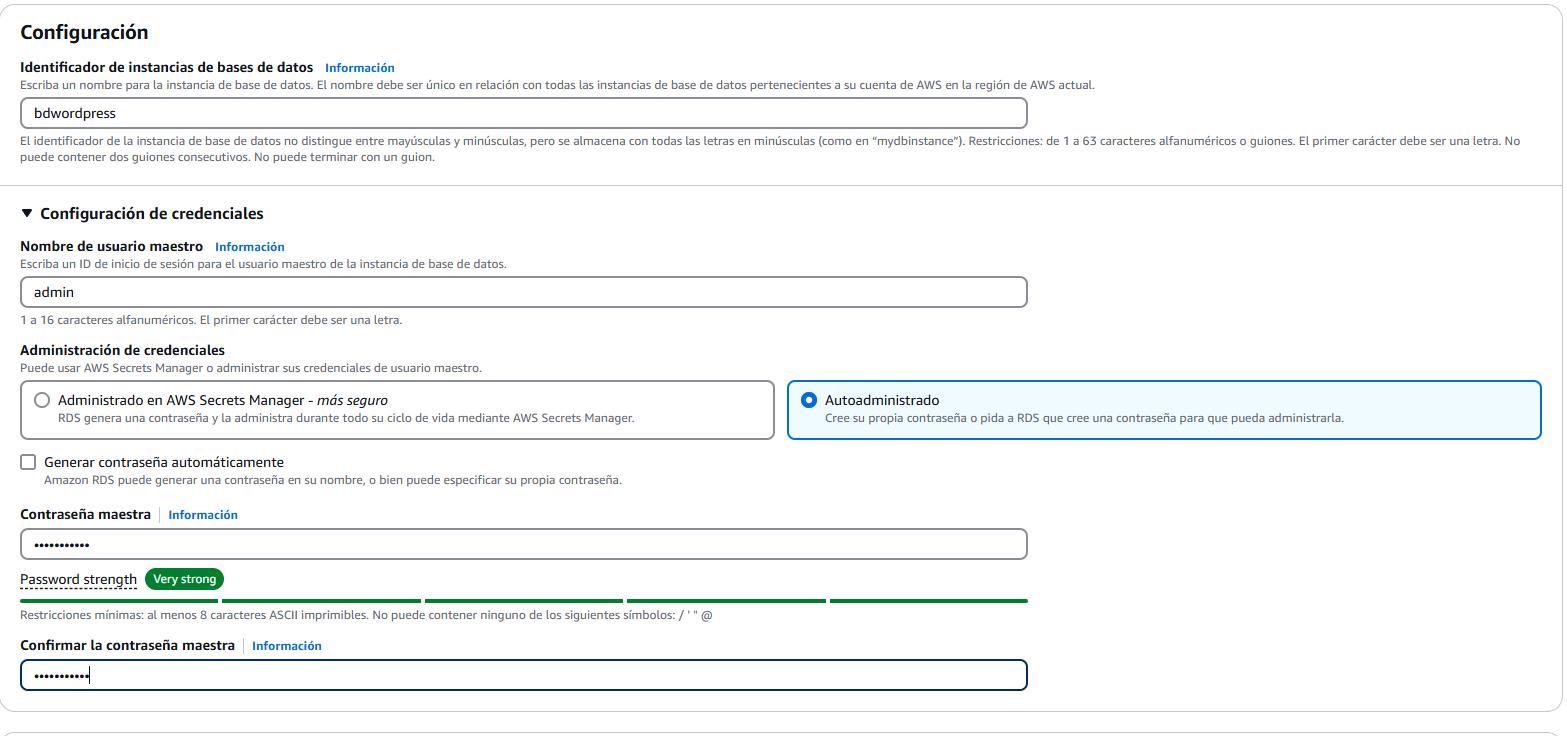 Configuración
Identificador de instancias de bases de datos Información
Escriba un nombre para la instancia de base de datos. El nombre debe ser único en relación con todas las instancias de base de datos pertenecientes a su cuenta de AWS en la región de AWS actual.
bdwordpress
El identificador de la instancia de base de datos no distingue entre mayúsculas y minúsculas, pero se almacena con todas las letras en minúsculas (como en “mydbinstance”). Restricciones: de 1 a 63 caracteres alfanuméricos o guiones. El primer carácter debe ser una letra. No
puede contener dos guiones consecutivos. No puede terminar con un guion.
Configuración de credenciales
Nombre de usuario maestro Información
Escriba un ID de inicio de sesión para el usuario maestro de la instancia de base de datos.
admin
1 a 16 caracteres alfanuméricos. El primer carácter debe ser una letra.
Administración de credenciales
Puede usar AWS Secrets Manager o administrar sus credenciales de usuario maestro.
Administrado en AWS Secrets Manager - más seguro
RDS genera una contraseña y la administra durante todo su ciclo de vida mediante AWS Secrets Manager.
Autoadministrado
Cree su propia contraseña o pida a RDS que cree una contraseña para que pueda administrarla.
Generar contraseña automáticamente
Amazon RDS puede generar una contraseña en su nombre, o bien puede especificar su propia contraseña.
Contraseña maestra Información
•••••••••••
Password strength Very strong
Restricciones mínimas: al menos 8 caracteres ASCII imprimibles. No puede contener ninguno de los siguientes símbolos: / ' " @
Confirmar la contraseña maestra Información
•••••••••••